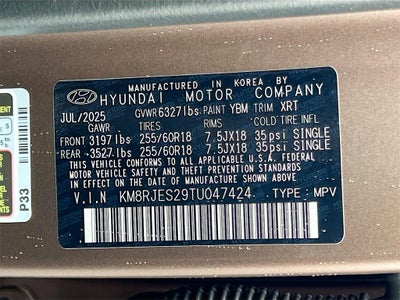 MANUFACTURED IN KOREA BY
HYUNDAI MOTOR COMPANY
JUL/2025 GVWR 6327lbs PAINT YBM TRIM XRT
GAWR TIRES RIMS COLD TIRE INFL
FRONT 3197lbs 255/60R18 7.5JX18 35psi SINGLE
REAR 3527lbs 255/60R18 7.5JX18 35psi SINGLE
THIS VEHICLE CONFORMS TO ALL APPLICABLE
FEDERAL MOTOR VEHICLE SAFETY STANDARDS IN
EFFECT ON THE DATE OF MANUFACTURE SHOWN ABOVE.
V.I.N KM8RJES29TU047424 TYPE: MPV
P33
5